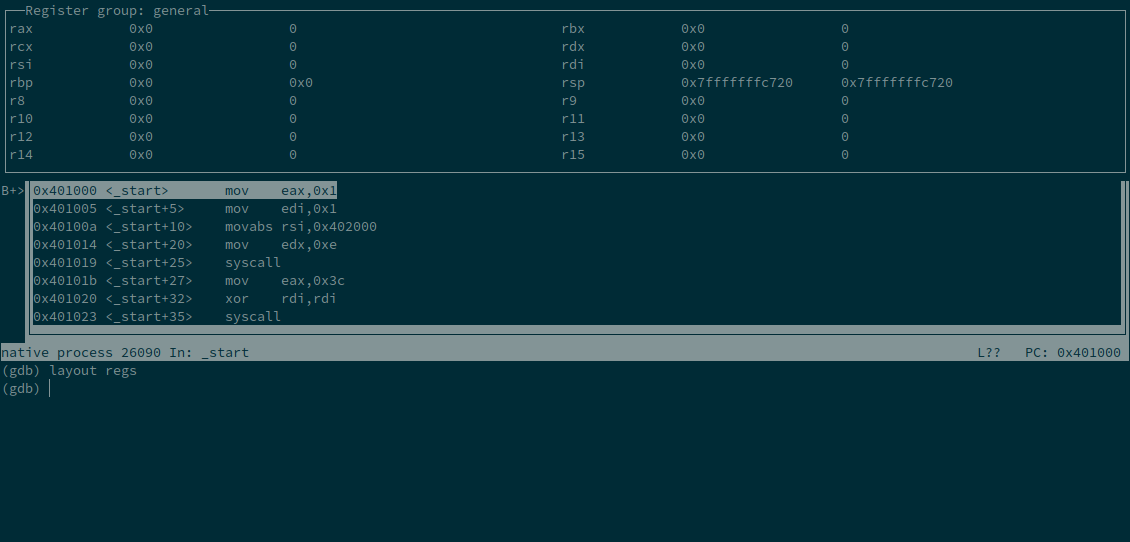 Register group: general
rax 0x0 0 rbx 0x0 0
rcx 0x0 0 rdx 0x0 0
rsi 0x0 0 rdi 0x0 0
rbp 0x0 0x0 rsp 0x7fffffffc720 0x7fffffffc720
r8 0x0 0 r9 0x0 0
r10 0x0 0 r11 0x0 0
r12 0x0 0 r13 0x0 0
r14 0x0 0 r15 0x0 0
B+> 0x401000 <_start> mov eax,0x1
0x401005 <_start+5> mov edi,0x1
0x40100a <_start+10> movabs rsi,0x402000
0x401014 <_start+20> mov edx,0xe
0x401019 <_start+25> syscall
0x40101b <_start+27> mov eax,0x3c
0x401020 <_start+32> xor rdi,rdi
0x401023 <_start+35> syscall
native process 26090 In: _start L?? PC: 0x401000
(gdb) layout regs
(gdb)